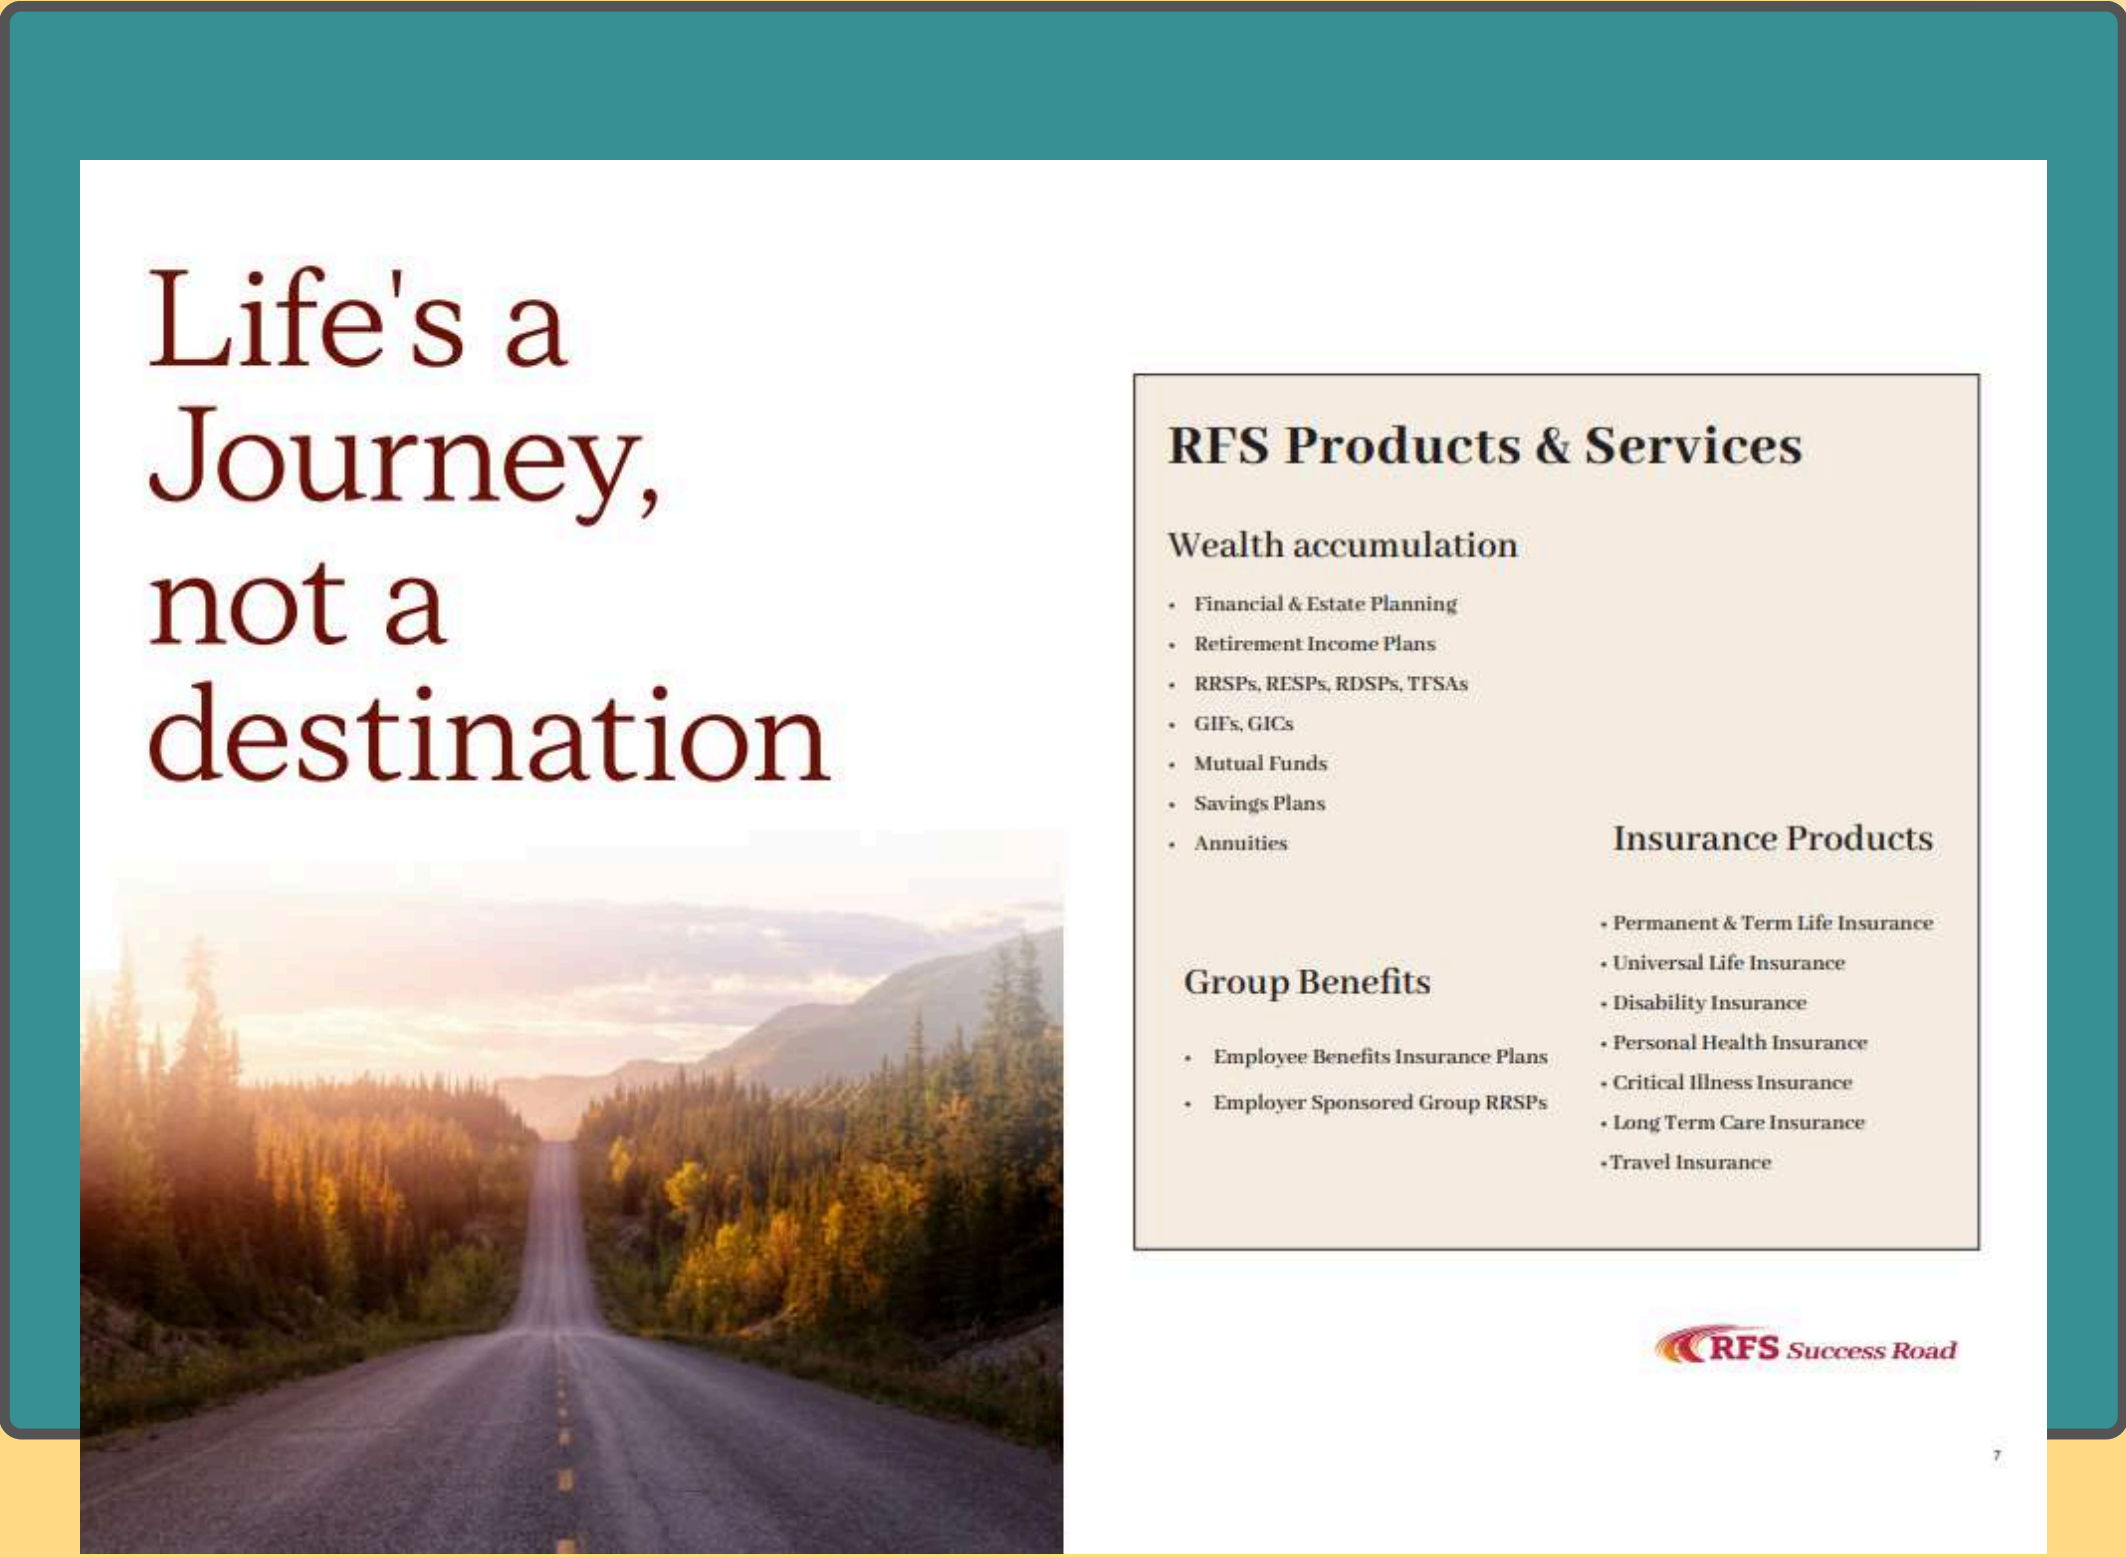 Life's a
Journey,
not a
destination
RFS Products & Services
Wealth accumulation
• Financial & Estate Planning
• Retirement Income Plans
• RRSPs, RESPs, RDSPs, TFSAs
• GIFs, GICs
• Mutual Funds
• Savings Plans
• Annuities
Group Benefits
• Employee Benefits Insurance Plans
• Employer Sponsored Group RRSPs
Insurance Products
• Permanent & Term Life Insurance
• Universal Life Insurance
• Disability Insurance
• Personal Health Insurance
• Critical Illness Insurance
• Long Term Care Insurance
•Travel Insurance
RFS Success Road
7